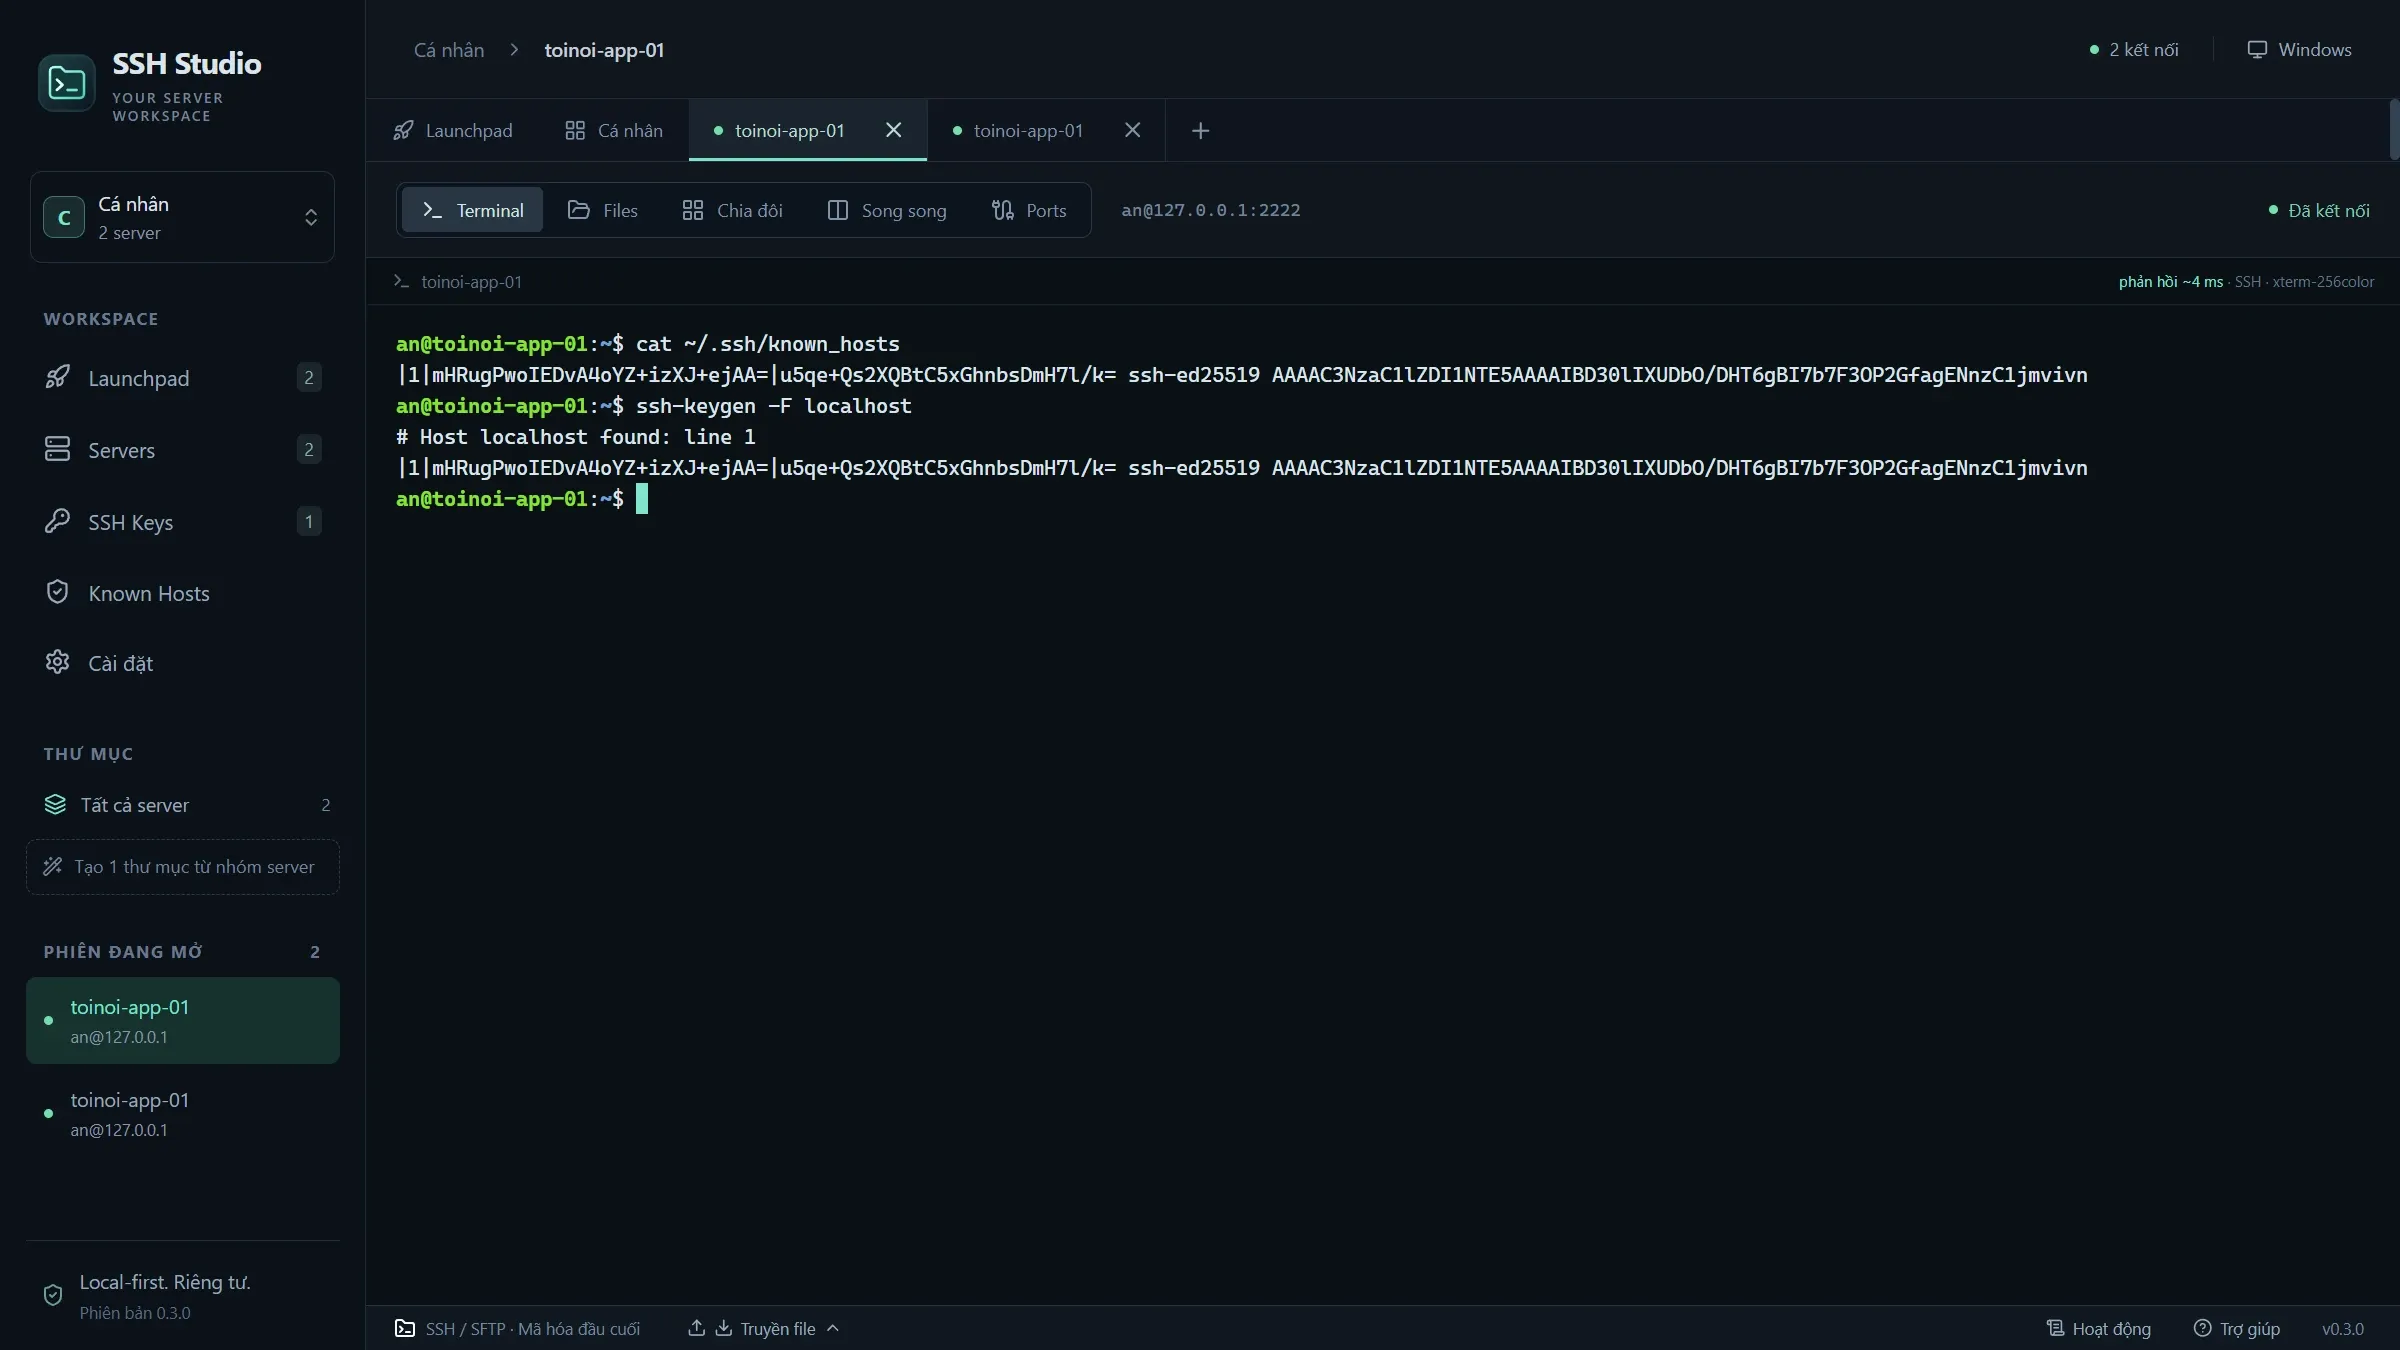 SSH Studio
YOUR SERVER
WORKSPACE
C
Cá nhân
2 server
WORKSPACE
Launchpad 2
Servers 2
SSH Keys 1
Known Hosts
Cài đặt
THƯ MỤC
Tất cả server 2
Tạo 1 thư mục từ nhóm server
PHIÊN ĐANG MỞ 2
toinoi-app-01
an@127.0.0.1
toinoi-app-01
an@127.0.0.1
Local-first. Riêng tư.
Phiên bản 0.3.0
Cá nhân > toinoi-app-01
2 kết nối
Windows
Launchpad
Cá nhân
toinoi-app-01
toinoi-app-01
Terminal
Files
Chia đôi
Song song
Ports
an@127.0.0.1:2222
Đã kết nối
toinoi-app-01
phản hồi ~4 ms · SSH · xterm-256color
an@toinoi-app-01:~$ cat ~/.ssh/known_hosts
|1|mHRugPwoIEDvA4oYZ+izXJ+ejAA=|u5qe+Qs2XQBtC5xGhnbsDmH7l/k= ssh-ed25519 AAAAC3NzaC1lZDI1NTE5AAAAIBD30lIXUDbO/DHT6gBI7b7F3OP2GfagENnzC1jmvivn
an@toinoi-app-01:~$ ssh-keygen -F localhost
# Host localhost found: line 1
|1|mHRugPwoIEDvA4oYZ+izXJ+ejAA=|u5qe+Qs2XQBtC5xGhnbsDmH7l/k= ssh-ed25519 AAAAC3NzaC1lZDI1NTE5AAAAIBD30lIXUDbO/DHT6gBI7b7F3OP2GfagENnzC1jmvivn
an@toinoi-app-01:~$
SSH / SFTP · Mã hóa đầu cuối
Truyền file
Hoạt động
Trợ giúp
v0.3.0